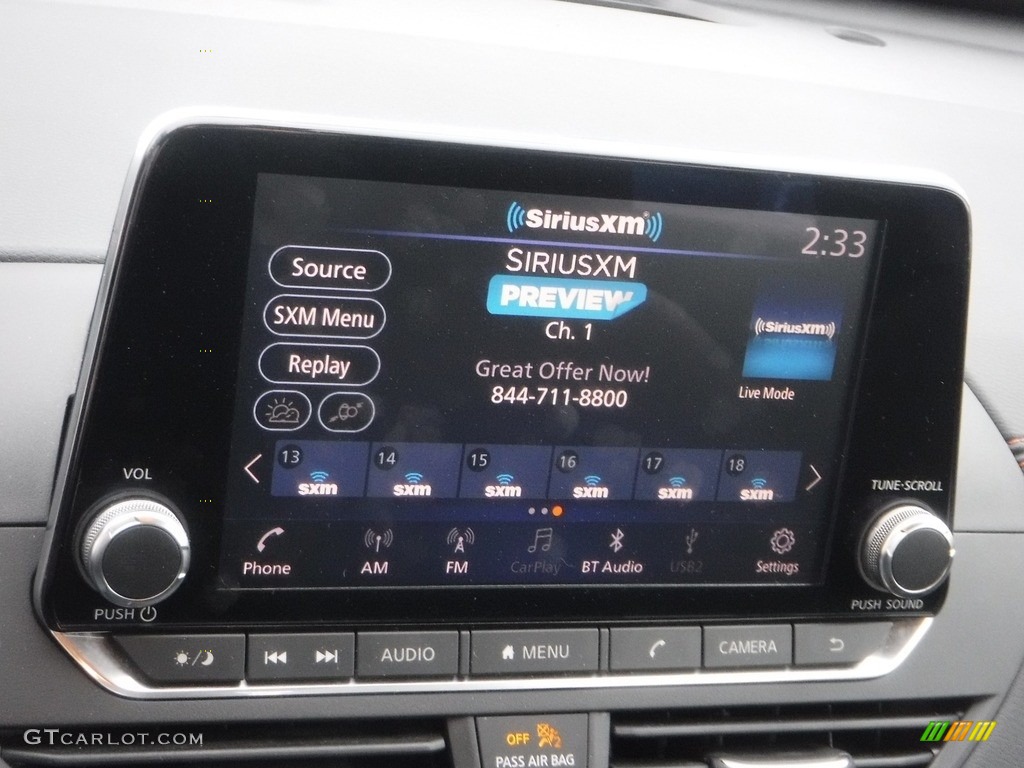 SiriusXM
2:33
SIRIUSXM
PREVIEW
Ch. 1
Great Offer Now!
844-711-8800
Source
SXM Menu
Replay
SiriusXM
Live Mode
13 14 15 16 17 18
sxm sxm sxm sxm sxm sxm
Phone AM FM CarPlay BT Audio USB2 Settings
VOL
PUSH
TUNE·SCROLL
PUSH SOUND
AUDIO MENU CAMERA
OFF 2
PASS AIR BAG
GTCARLOT.COM